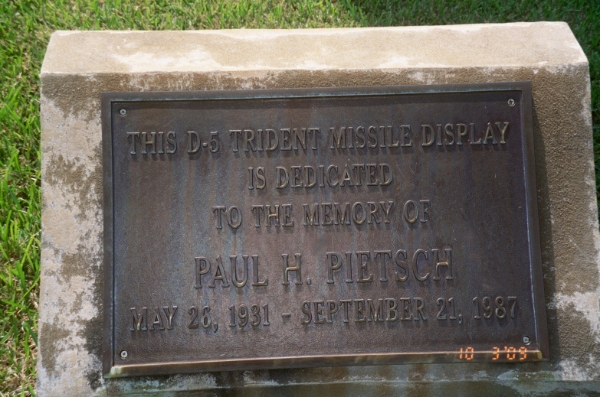 THIS D-5 TRIDENT MISSILE DISPLAY
IS DEDICATED
TO THE MEMORY OF
PAUL H. PIETSCH
MAY 26, 1931 - SEPTEMBER 21, 1987
10 3'09